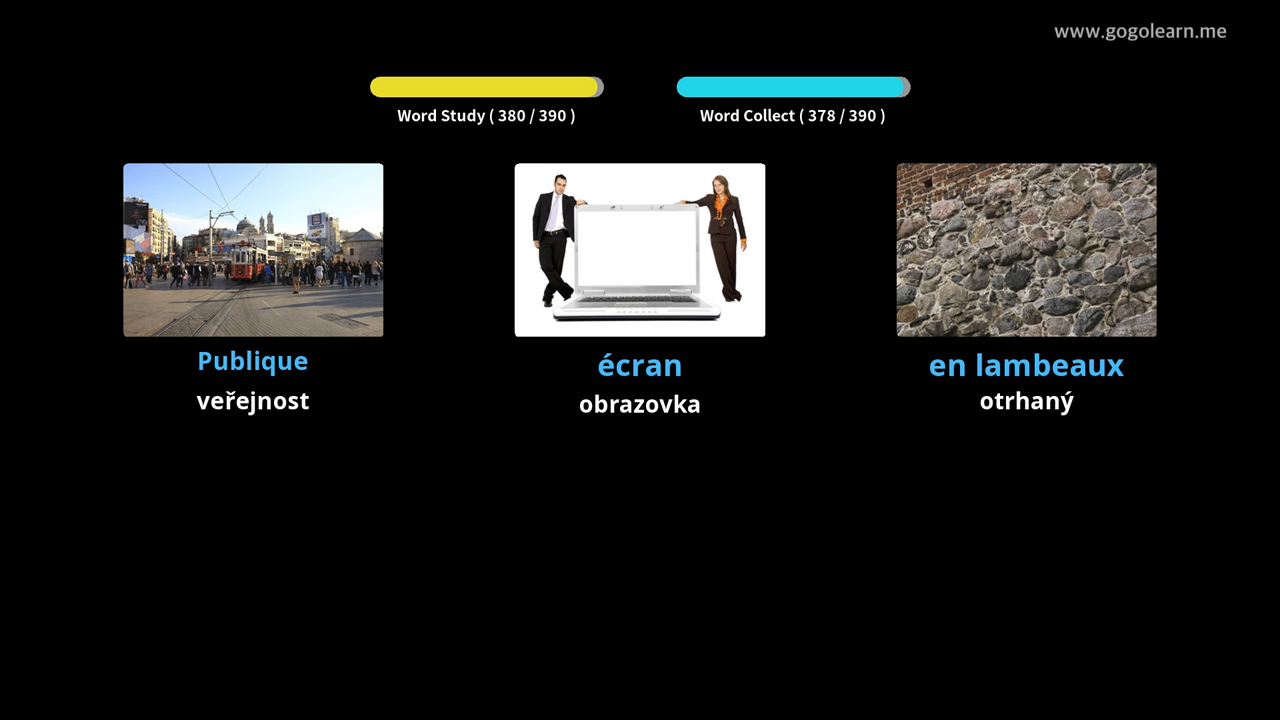 www.gogolearn.me
Word Study ( 380 / 390 )
Word Collect ( 378 / 390 )
Publique
veřejnost
écran
obrazovka
en lambeaux
otrhaný